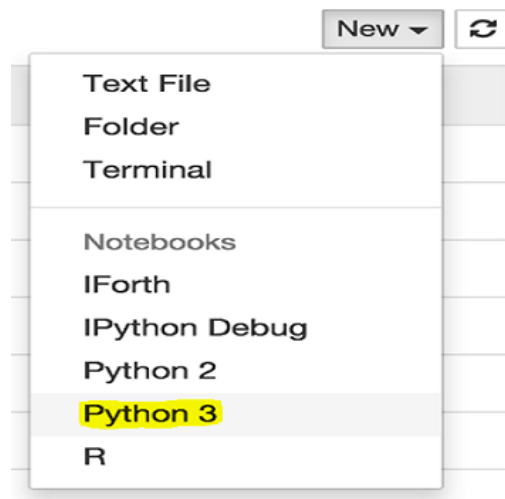 New
Text File
Folder
Terminal
Notebooks
IForth
IPython Debug
Python 2
Python 3
R